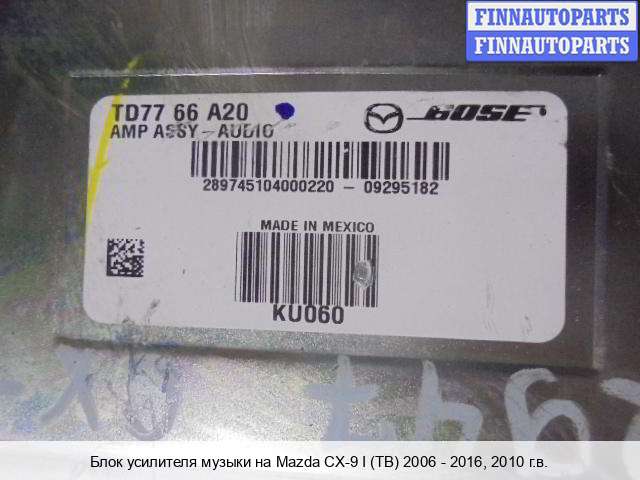 FINNAUTOPARTS
FINNAUTOPARTS
TD77 66 A20
BOSE
AMP ASSY - AUDIO
289745104000220 - 09295182
MADE IN MEXICO
KU060
Блок усилителя музыки на Mazda CX-9 I (TB) 2006 - 2016, 2010 г.в.